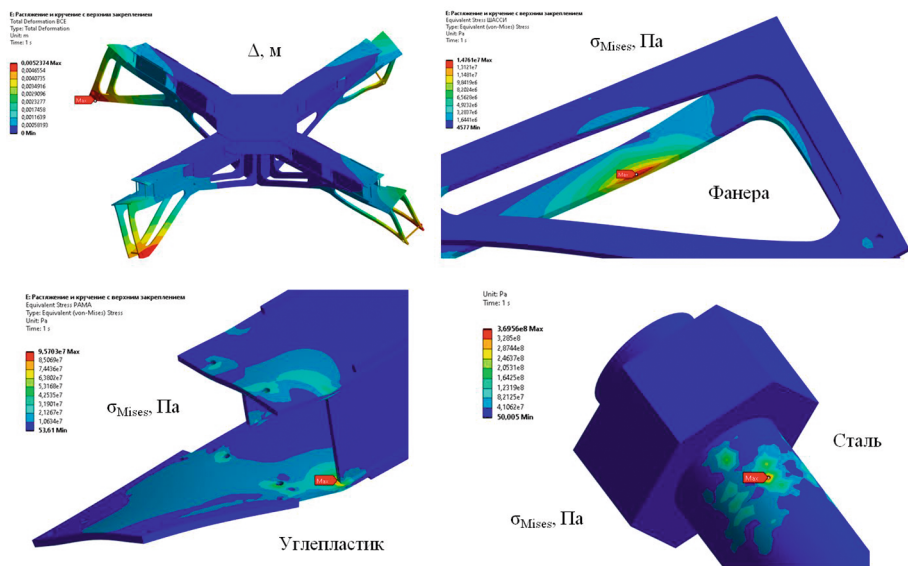 E: Растяжение и кручение с верхним закреплением
Total Deformation ВСЕ
Type: Total Deformation
Unit: m
Time: 1 s
0,0052374 Max
0,0046554
0,0040735
0,0034916
0,0029096
0,0023277
0,0017458
0,0011639
0,00058193
0 Min
Max
Δ, м
E: Растяжение и кручение с верхним закреплением
Equivalent Stress ШАССИ
Type: Equivalent (von-Mises) Stress
Unit: Pa
Time: 1 s
1,4761e7 Max
1,3121e7
1,1481e7
9,8419e6
8,2024e6
6,5628e6
4,9232e6
3,2837e6
1,6441e6
4577 Min
σMises, Па
Max
Фанера
E: Растяжение и кручение с верхним закреплением
Equivalent Stress РАМА
Type: Equivalent (von-Mises) Stress
Unit: Pa
Time: 1 s
9,5703e7 Max
8,5069e7
7,4436e7
6,3802e7
5,3168e7
4,2535e7
3,1901e7
2,1267e7
1,0634e7
53,61 Min
σMises, Па
Max
Углепластик
Unit: Pa
Time: 1 s
3,6956e8 Max
3,285e8
2,8744e8
2,4637e8
2,0531e8
1,6425e8
1,2319e8
8,2125e7
4,1062e7
50,005 Min
Сталь
Max
σMises, Па